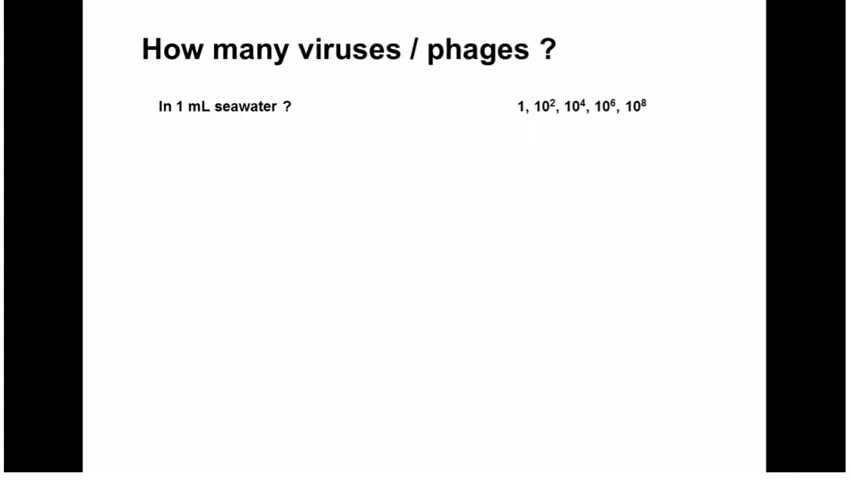 How many viruses / phages ?
In 1 mL seawater ? 1, 10², 10⁴, 10⁶, 10⁸